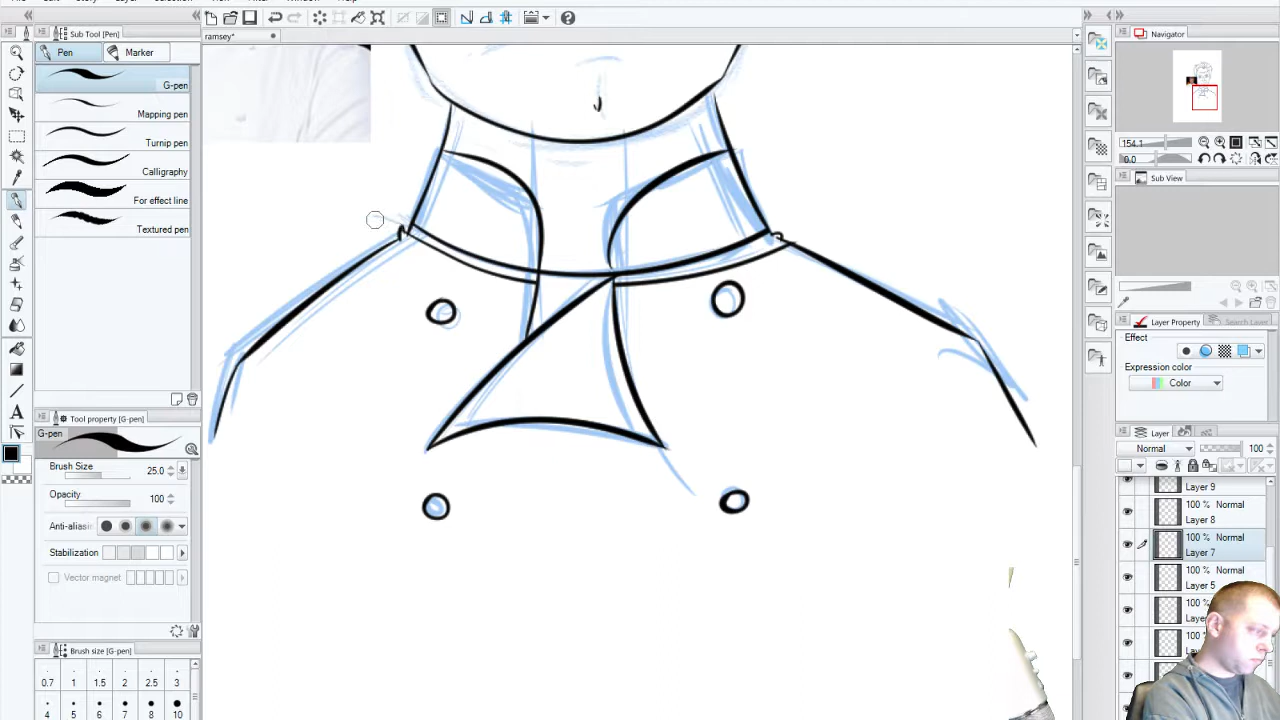 ramsey*
Sub Tool [Pen]
Pen
Marker
G-pen
Mapping pen
Turnip pen
Calligraphy
For effect line
Textured pen
Tool property [G-pen]
G-pen
Brush Size
25.0
Opacity
100
Anti-aliasin
Stabilization
Vector magnet
Brush size [G-pen]
0.7
1
1.5
2
2.5
3
4
5
6
7
8
10
Navigator
154.1
0.0
Sub View
Layer Property
Search Layer
Effect
Expression color
Color
Layer
Normal
100
Layer 9
100 % Normal
Layer 8
100 % Normal
Layer 7
100 % Normal
Layer 5
100 %
100 %